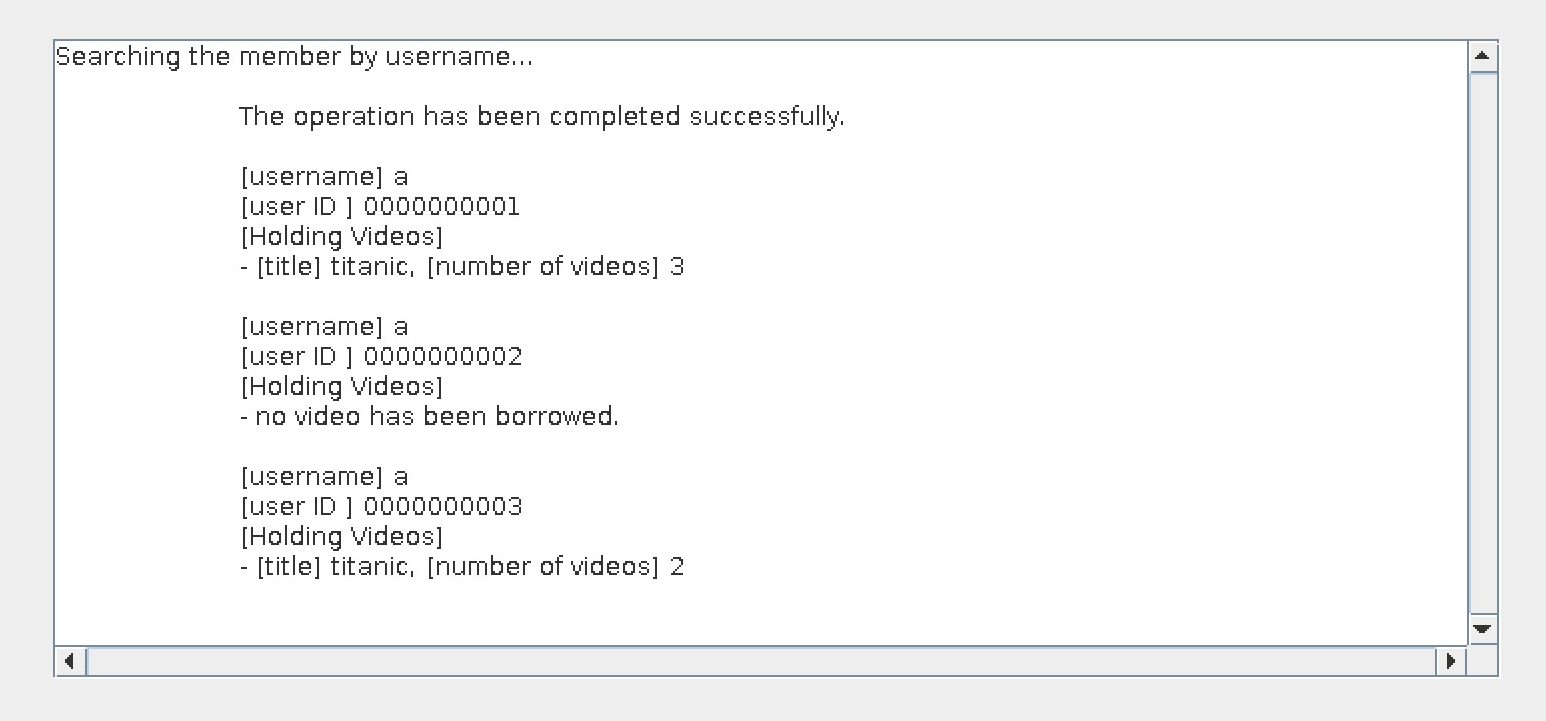 Searching the member by username...
The operation has been completed successfully.
[username] a
[user ID ] 0000000001
[Holding Videos]
- [title] titanic, [number of videos] 3
[username] a
[user ID ] 0000000002
[Holding Videos]
- no video has been borrowed.
[username] a
[user ID ] 0000000003
[Holding Videos]
- [title] titanic, [number of videos] 2